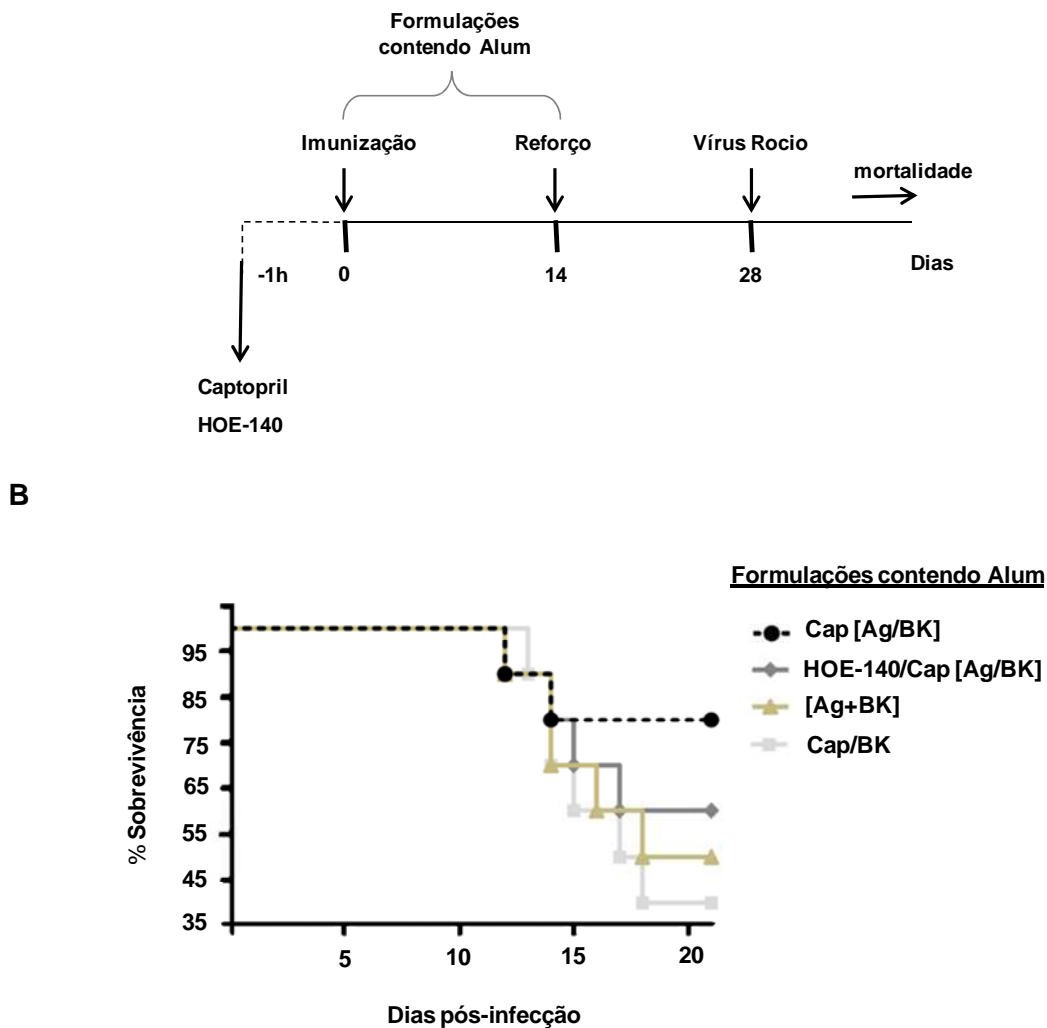 Formulações
contendo Alum
Imunização
Reforço
Vírus Rocio
mortalidade
-1h
0
14
28
Dias
Captopril
HOE-140
B
Formulações contendo Alum
Cap [Ag/BK]
HOE-140/Cap [Ag/BK]
[Ag+BK]
Cap/BK
% Sobrevivência
95
85
75
65
55
45
35
5
10
15
20
Dias pós-infecção